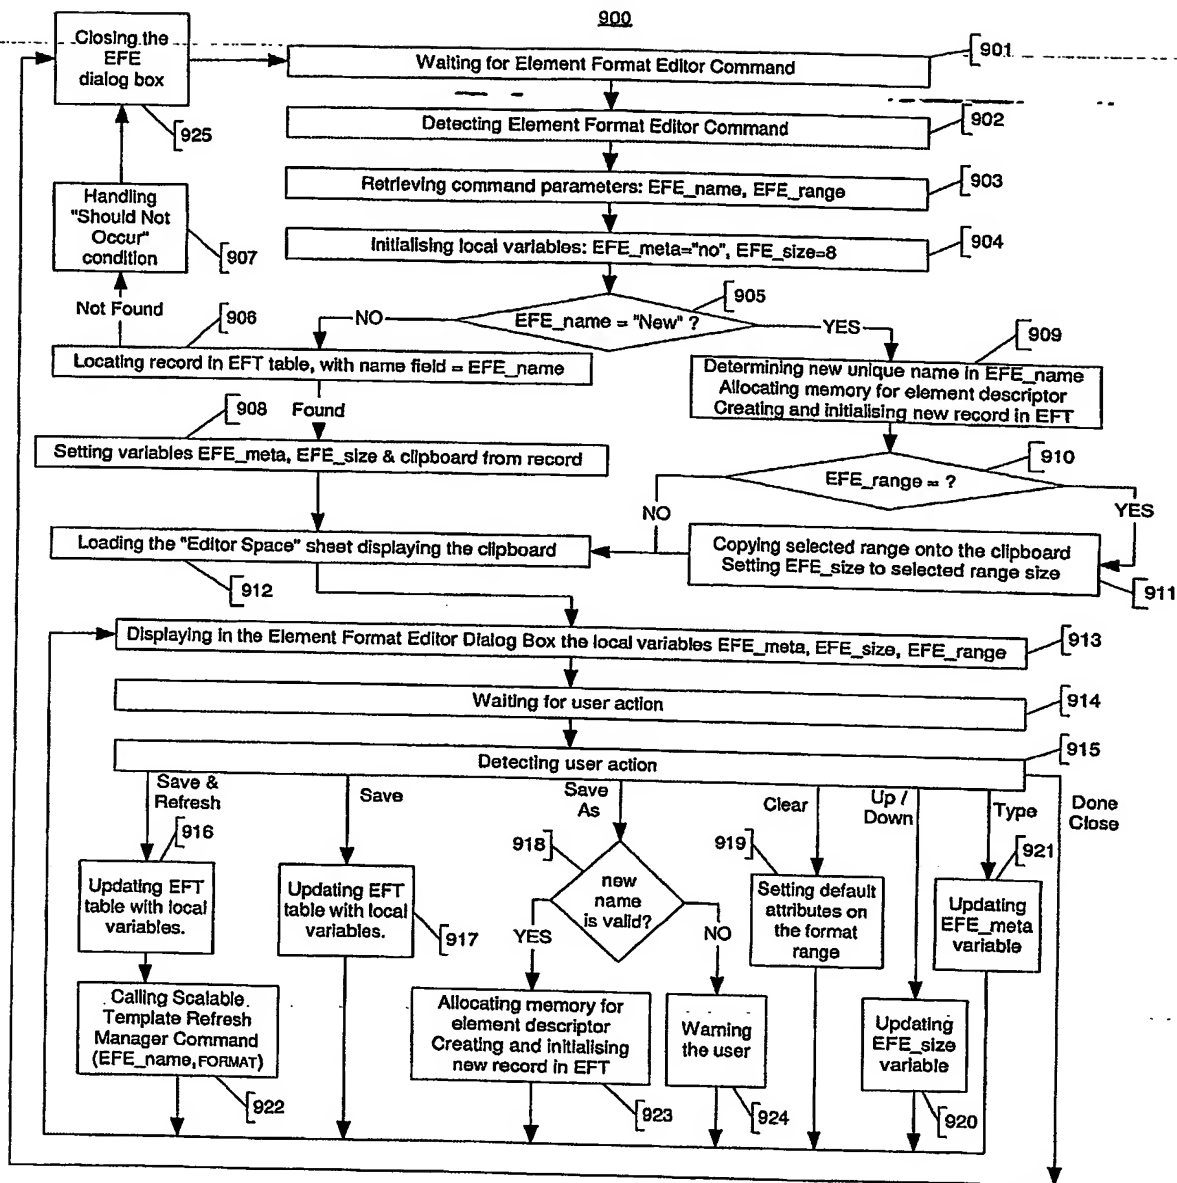 900
Closing the
EFE
dialog box
925
Waiting for Element Format Editor Command
901
Detecting Element Format Editor Command
902
Retrieving command parameters: EFE_name, EFE_range
903
Handling
"Should Not
Occur"
condition
907
Initialising local variables: EFE_meta="no", EFE_size=8
904
Not Found
906
NO
EFE_name = "New" ?
905
YES
909
Locating record in EFT table, with name field = EFE_name
Determining new unique name in EFE_name
Allocating memory for element descriptor
Creating and initialising new record in EFT
908
Found
Setting variables EFE_meta, EFE_size & clipboard from record
EFE_range = ?
910
NO
YES
Loading the "Editor Space" sheet displaying the clipboard
912
Copying selected range onto the clipboard
Setting EFE_size to selected range size
911
Displaying in the Element Format Editor Dialog Box the local variables EFE_meta, EFE_size, EFE_range
913
Waiting for user action
914
Detecting user action
915
Save &
Refresh
Save
Save
As
Clear
Up /
Down
Type
Done
Close
916
Updating EFT
table with local
variables.
Updating EFT
table with local
variables.
917
918
new
name
is valid?
YES
NO
919
Setting default
attributes on
the format
range
921
Updating
EFE_meta
variable
Calling Scalable
Template Refresh
Manager Command
(EFE_name,FORMAT)
922
Allocating memory for
element descriptor
Creating and initialising
new record in EFT
923
Warning
the user
924
Updating
EFE_size
variable
920